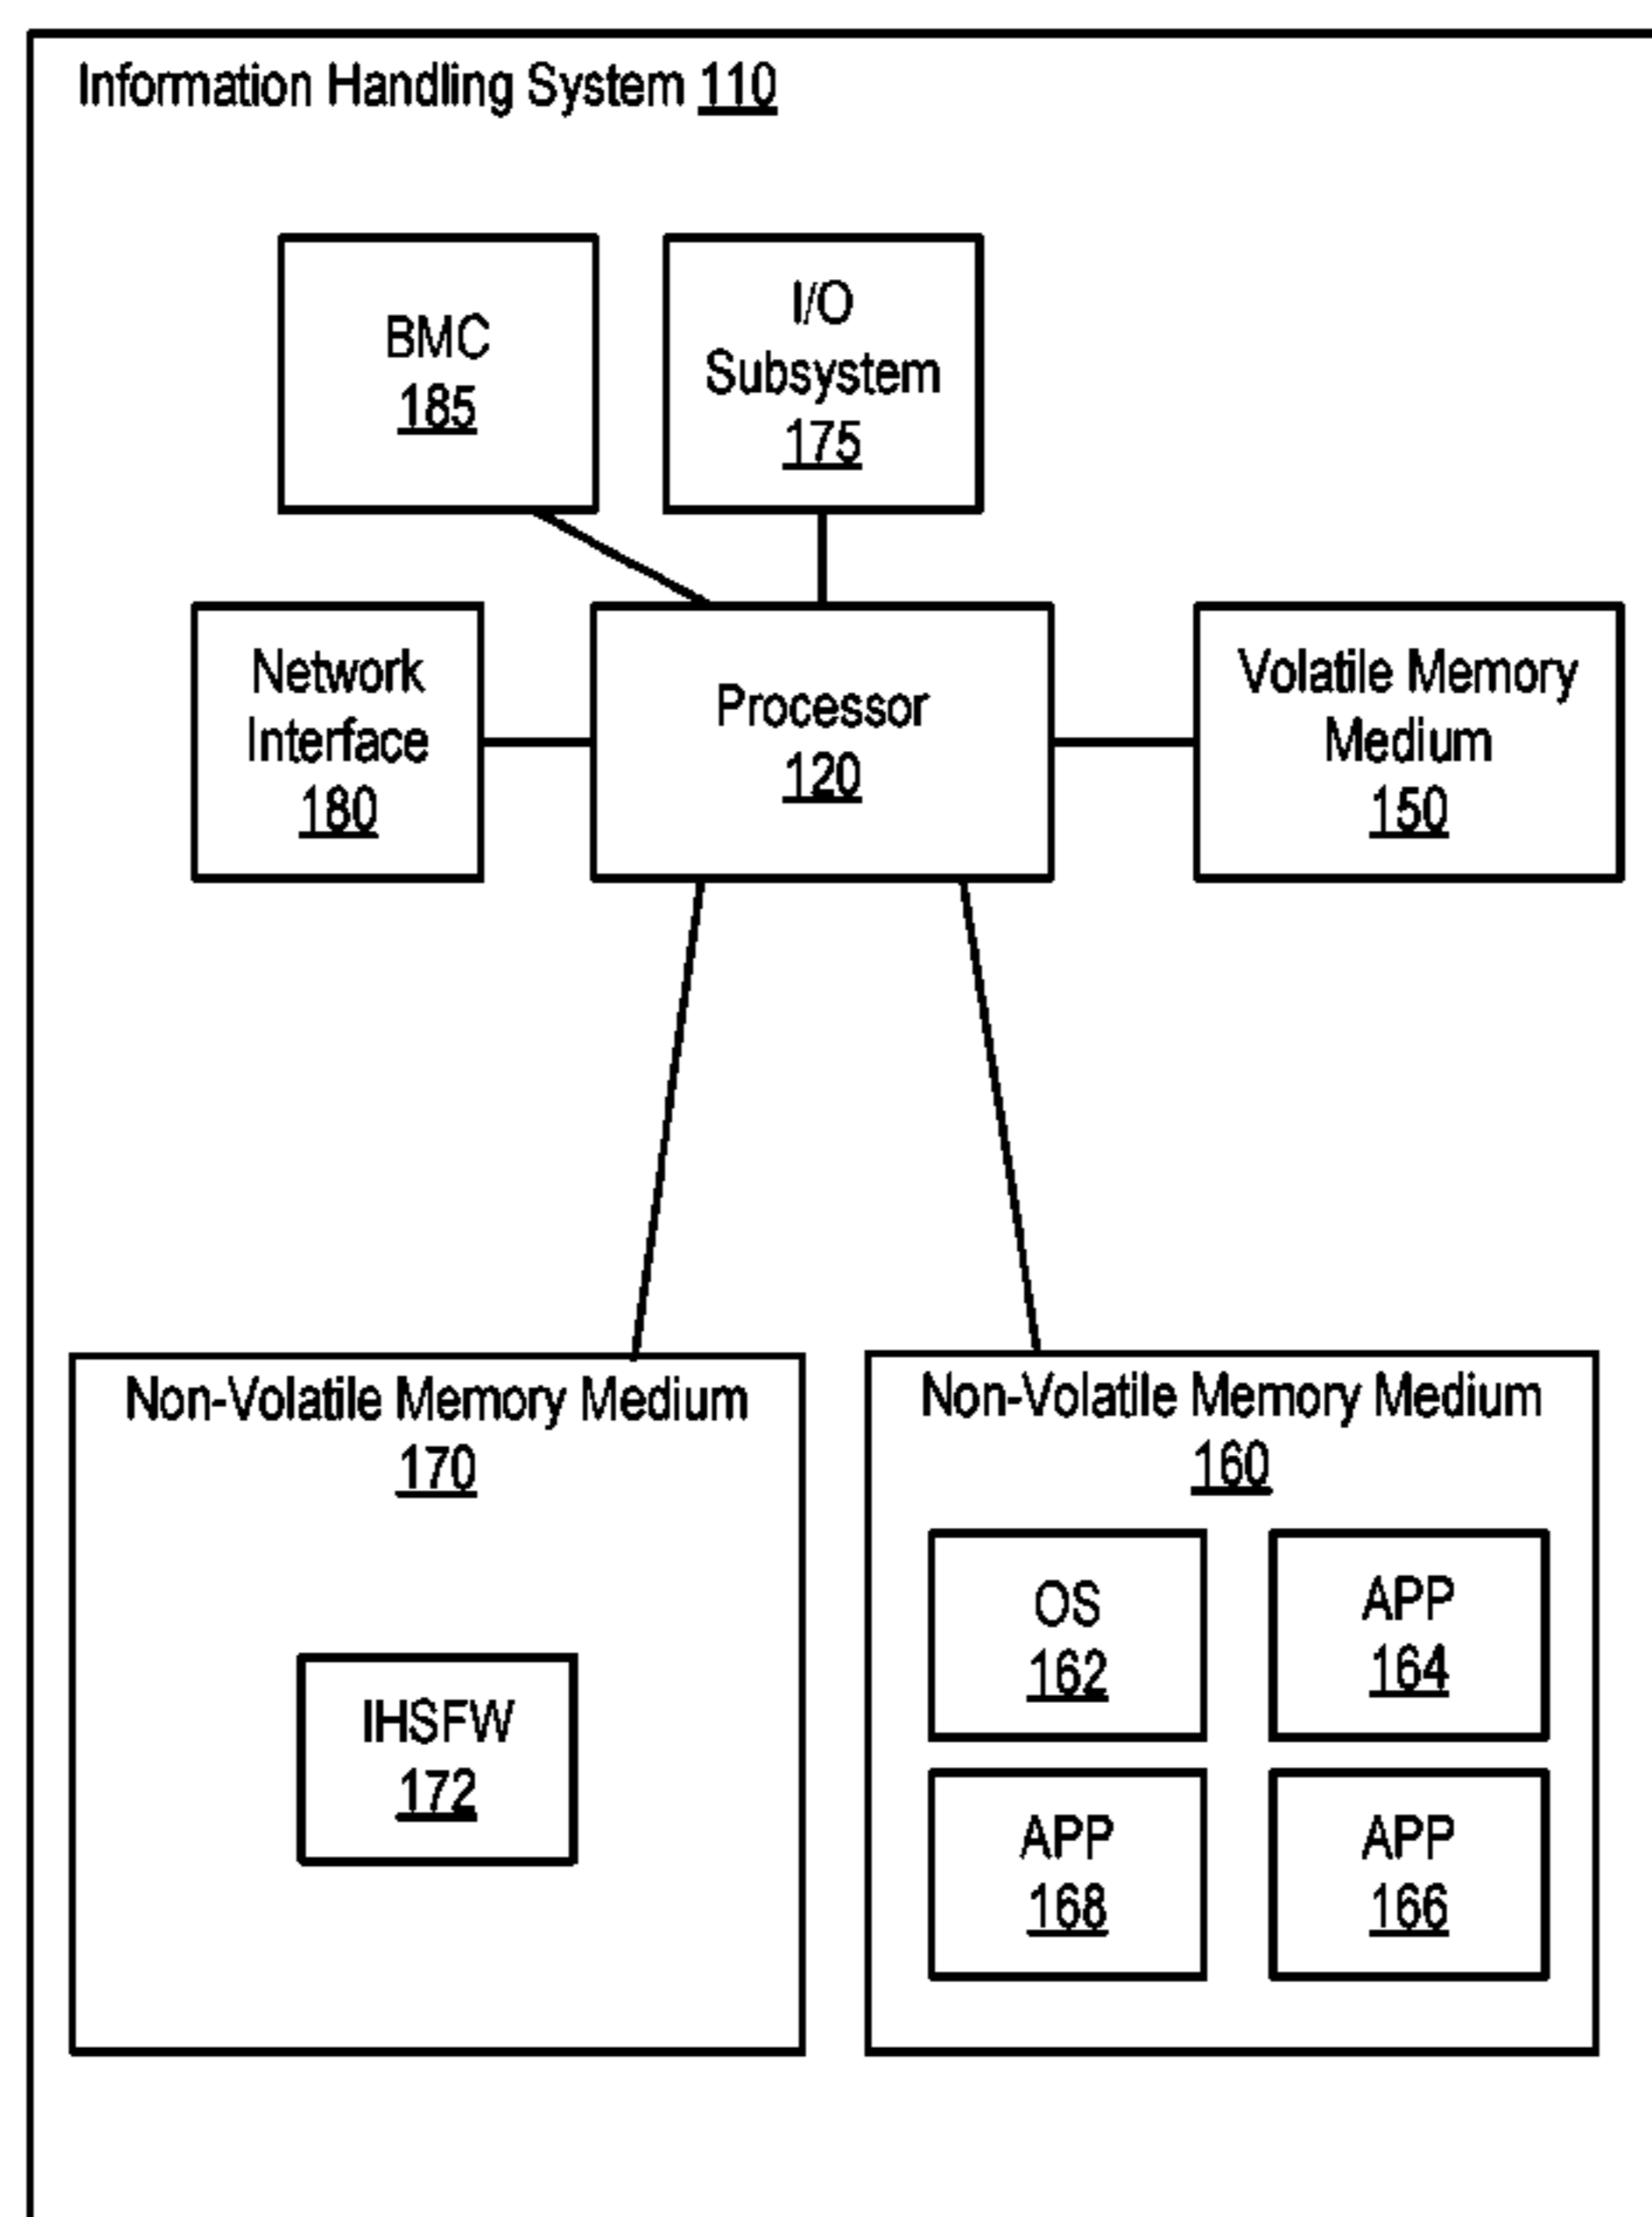 Information Handling System 110
BMC
185
I/O
Subsystem
175
Network
Interface
180
Processor
120
Volatile Memory
Medium
150
Non-Volatile Memory Medium
170
IHSFW
172
Non-Volatile Memory Medium
160
OS
162
APP
164
APP
168
APP
166